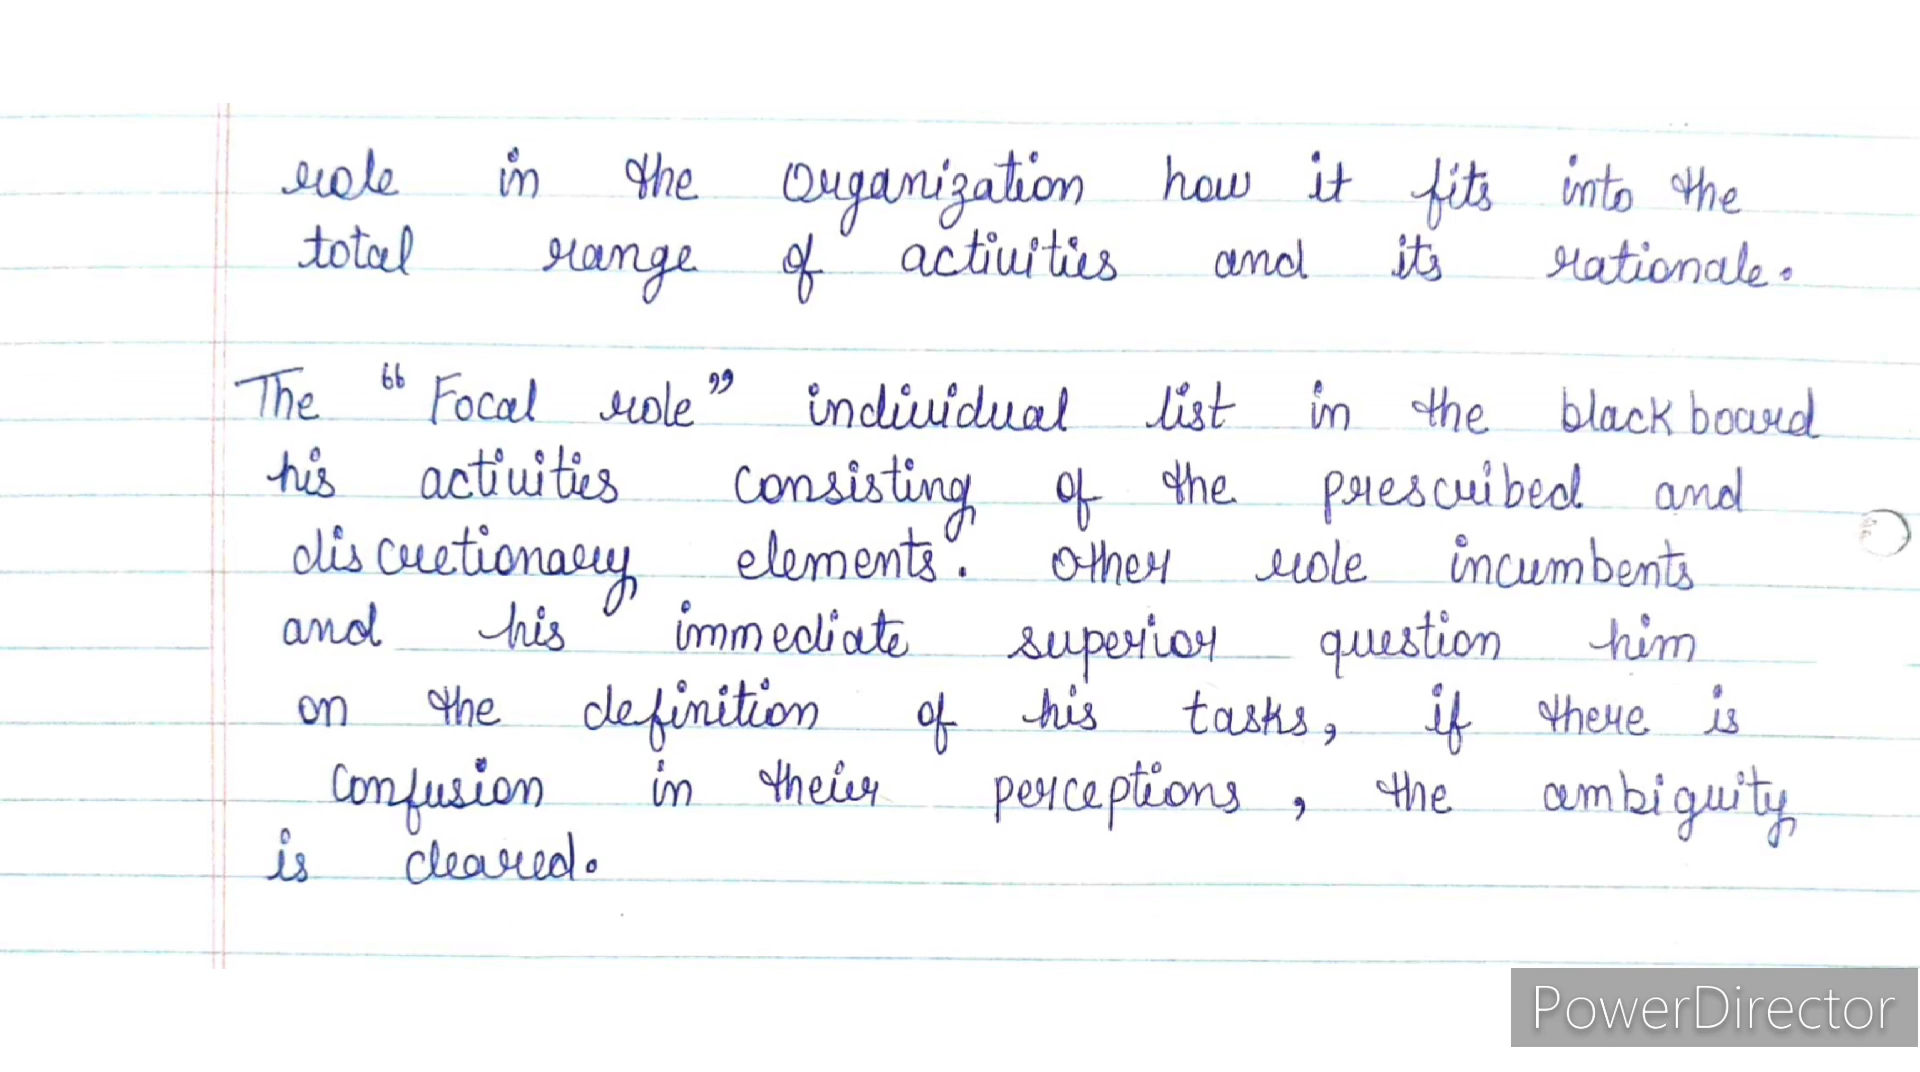 role in the Organization how it fits into the
total range of activities and its rationale.
The "Focal role" individual list in the black board
his activities consisting of the prescribed and
discretionary elements. Other role incumbents
and his immediate superior question him
on the definition of his tasks, if there is
Confusion in their perceptions, the ambiguity
is cleared.
PowerDirector